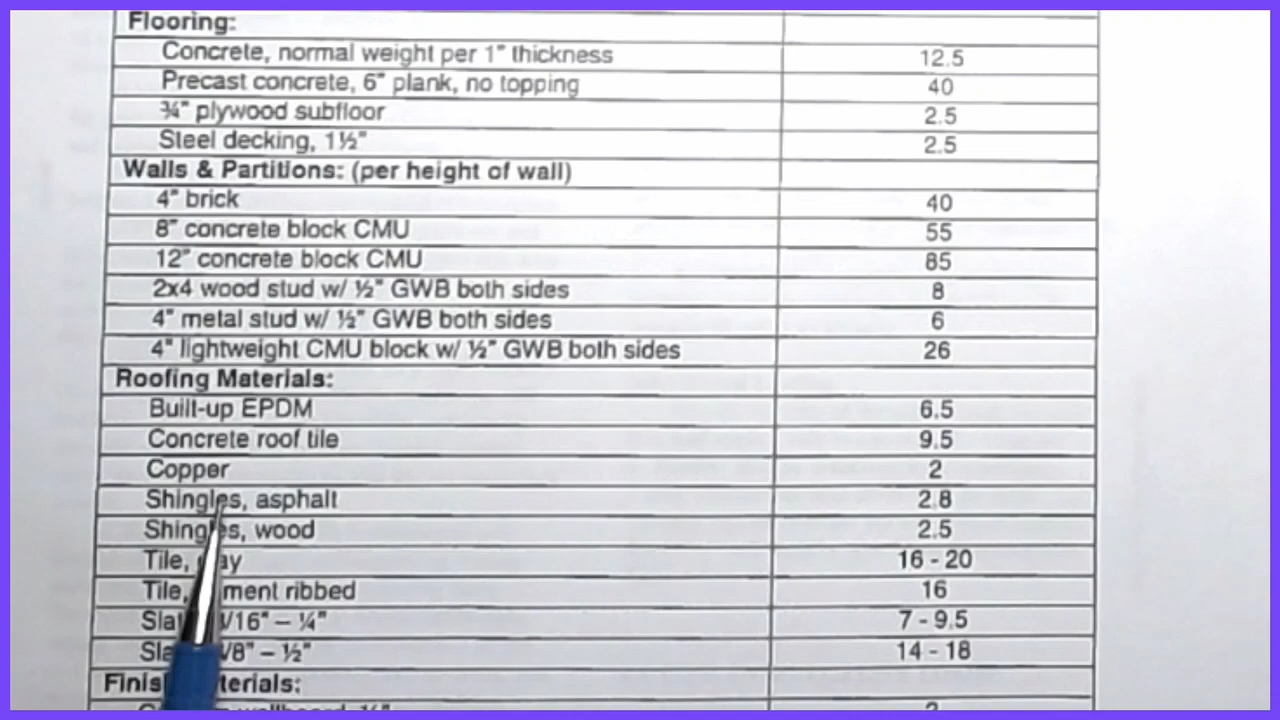 Flooring:
Concrete, normal weight per 1" thickness 12.5
Precast concrete, 6" plank, no topping 40
¾" plywood subfloor 2.5
Steel decking, 1½" 2.5
Walls & Partitions: (per height of wall)
4" brick 40
8" concrete block CMU 55
12" concrete block CMU 85
2x4 wood stud w/ ½" GWB both sides 8
4" metal stud w/ ½" GWB both sides 6
4" lightweight CMU block w/ ½" GWB both sides 26
Roofing Materials:
Built-up EPDM 6.5
Concrete roof tile 9.5
Copper 2
Shingles, asphalt 2.8
Shingles, wood 2.5
Tile, 16 - 20
Tile, ribbed 16
– ¼" 7 - 9.5
– ½" 14 - 18